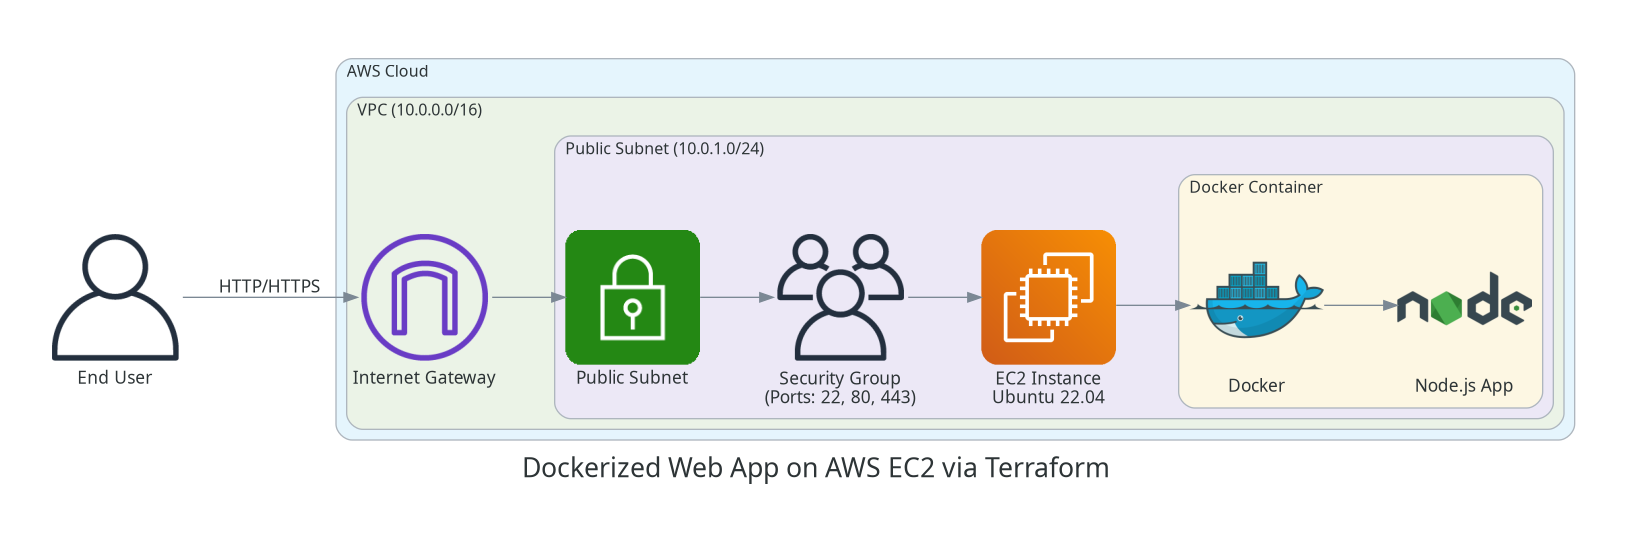 AWS Cloud
VPC (10.0.0.0/16)
Public Subnet (10.0.1.0/24)
Docker Container
HTTP/HTTPS
node
End User
Internet Gateway
Public Subnet
Security Group
(Ports: 22, 80, 443)
EC2 Instance
Ubuntu 22.04
Docker
Node.js App
Dockerized Web App on AWS EC2 via Terraform